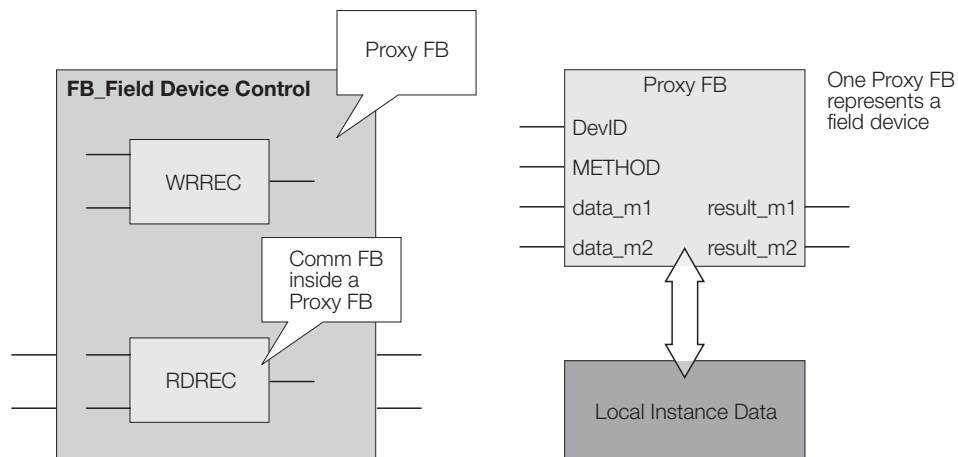 Proxy FB
FB_Field Device Control
WRREC
Comm FB
inside a
Proxy FB
RDREC
Proxy FB
DevID
METHOD
data_m1 result_m1
data_m2 result_m2
One Proxy FB
represents a
field device
Local Instance Data